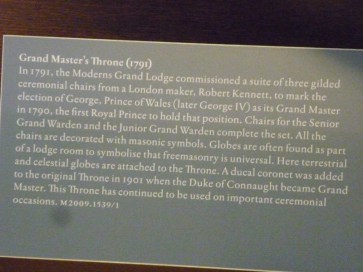 Grand Master's Throne (1791)
In 1791, the Moderns Grand Lodge commissioned a suite of three gilded
ceremonial chairs from a London maker, Robert Kennett, to mark the
election of George, Prince of Wales (later George IV) as its Grand Master
in 1790, the first Royal Prince to hold that position. Chairs for the Senior
Grand Warden and the Junior Grand Warden complete the set. All the
chairs are decorated with masonic symbols. Globes are often found as part
of a lodge room to symbolise that freemasonry is universal. Here terrestrial
and celestial globes are attached to the Throne. A ducal coronet was added
to the original Throne in 1901 when the Duke of Connaught became Grand
Master. This Throne has continued to be used on important ceremonial
occasions. M2009.1539/1